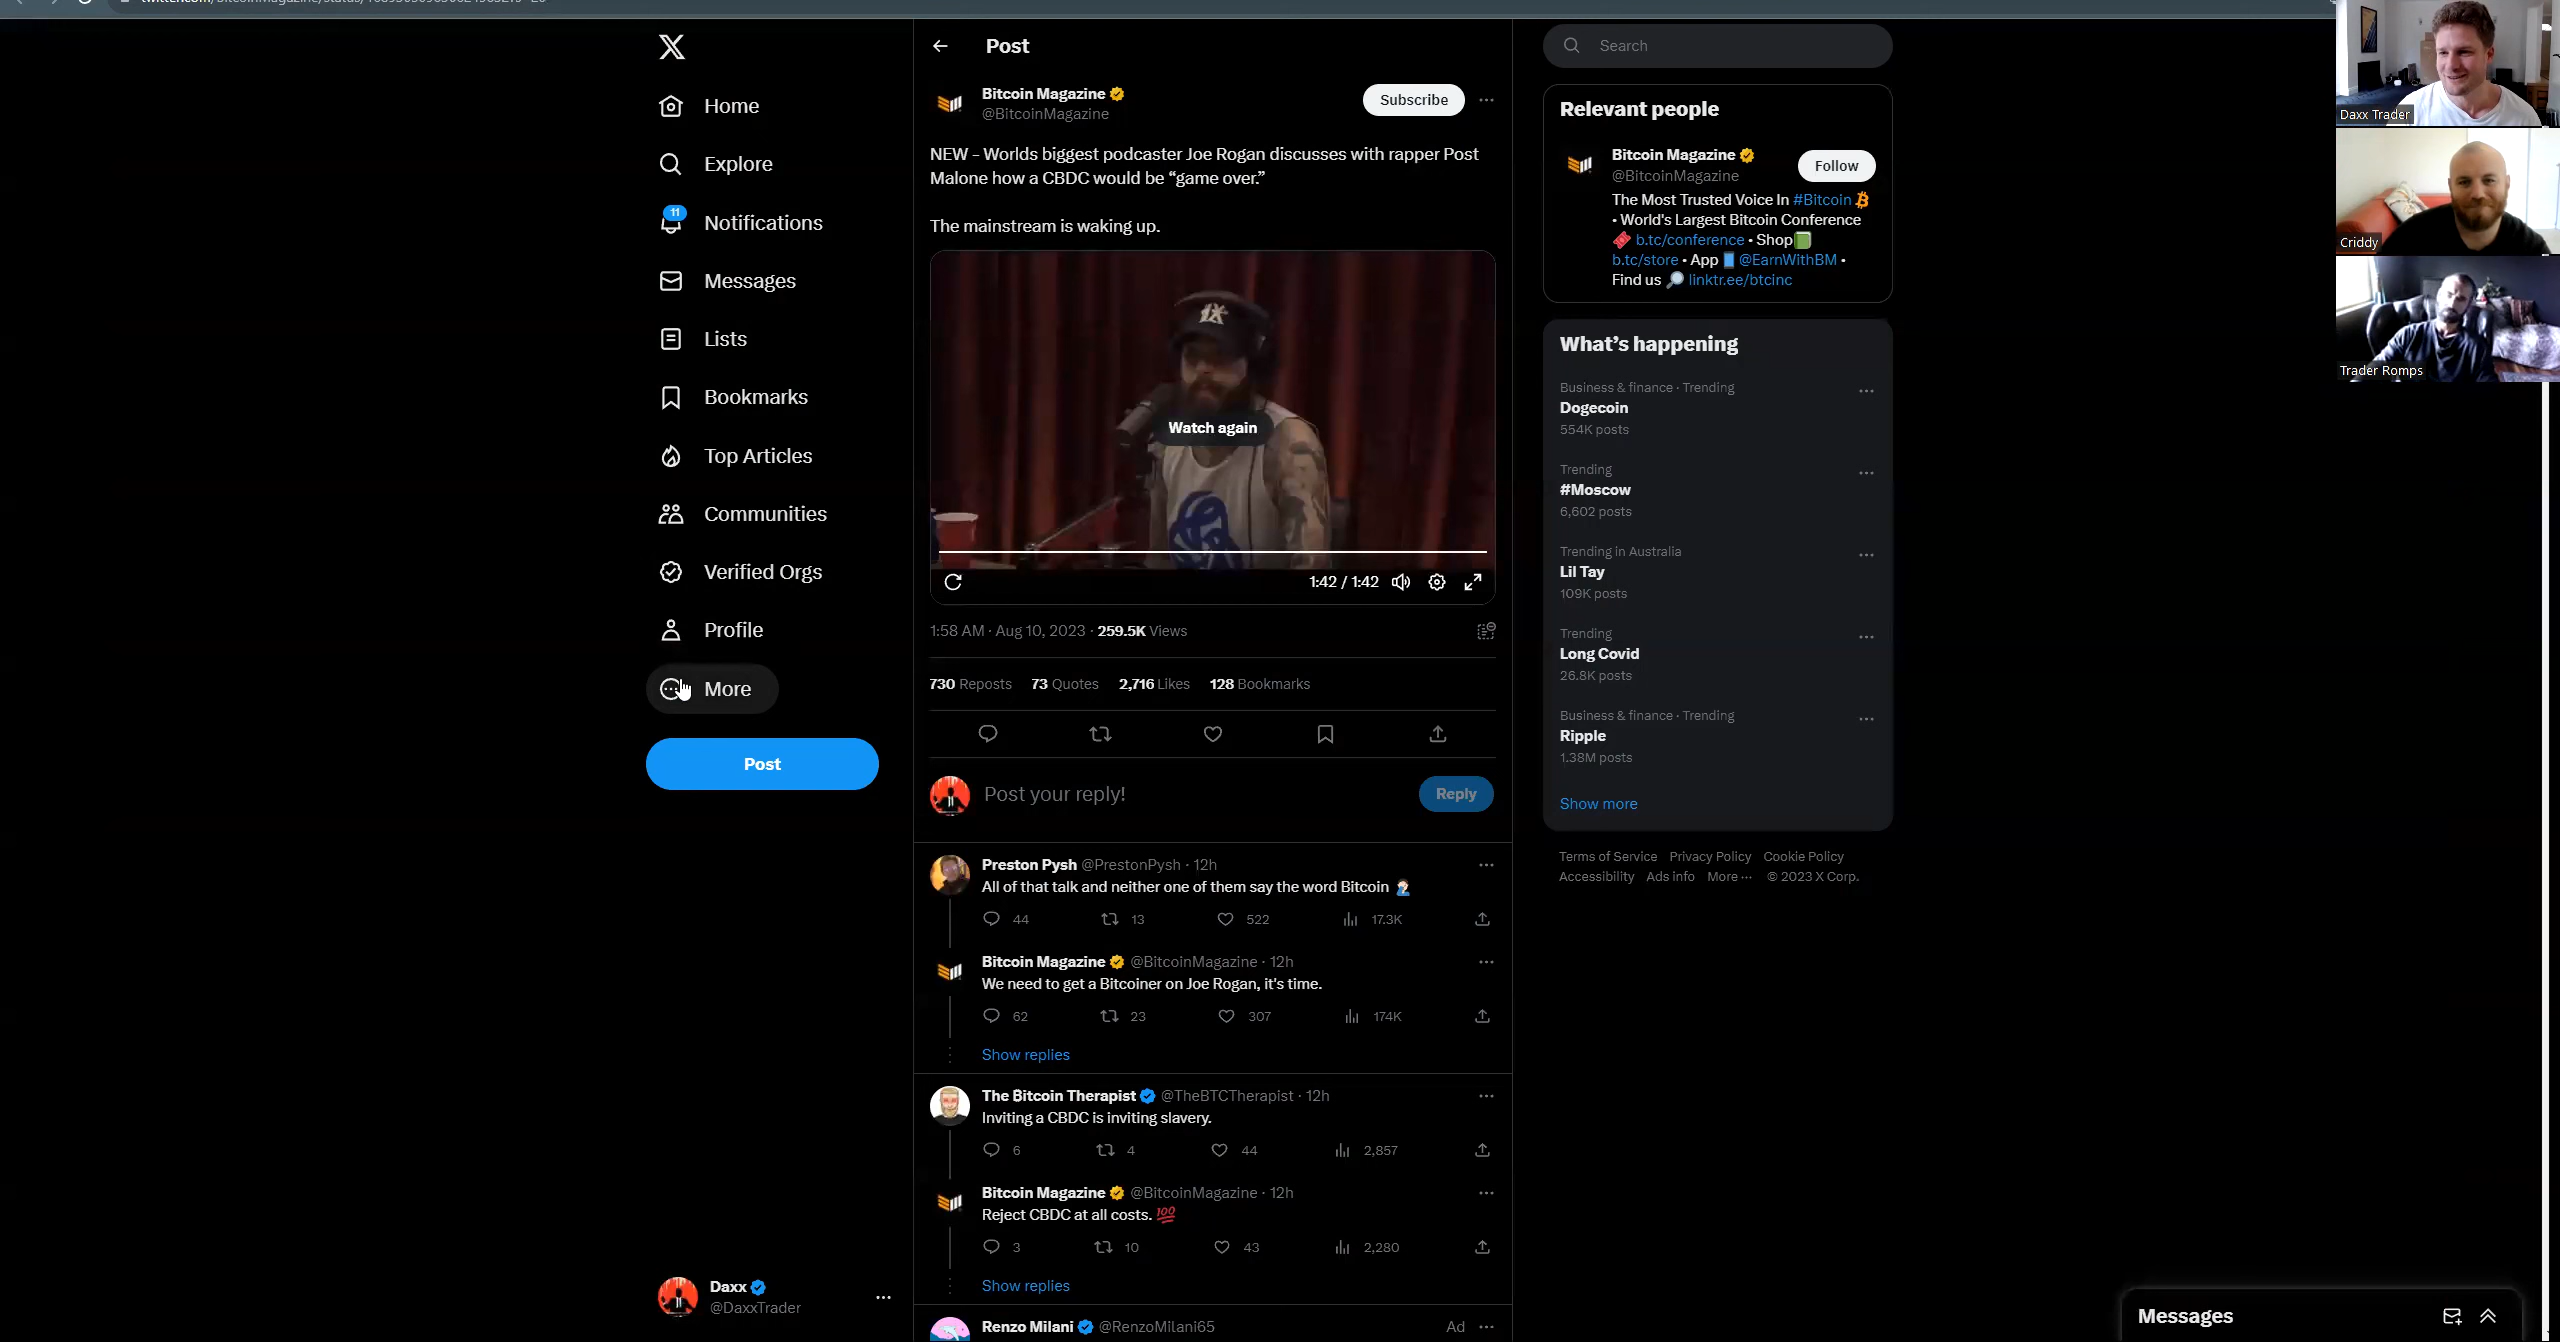 Home
Explore
11
Notifications
Messages
Lists
Bookmarks
Top Articles
Communities
Verified Orgs
Profile
More
Post
Daxx
@DaxxTrader
Post
Bitcoin Magazine
@BitcoinMagazine
Subscribe
NEW - Worlds biggest podcaster Joe Rogan discusses with rapper Post
Malone how a CBDC would be “game over.”
The mainstream is waking up.
Watch again
1:42 / 1:42
1:58 AM · Aug 10, 2023 · 259.5K Views
730 Reposts 73 Quotes 2,716 Likes 128 Bookmarks
Post your reply!
Reply
Preston Pysh @PrestonPysh · 12h
All of that talk and neither one of them say the word Bitcoin 🤦
44 13 522 17.3K
Bitcoin Magazine @BitcoinMagazine · 12h
We need to get a Bitcoiner on Joe Rogan, it's time.
62 23 307 174K
Show replies
The Bitcoin Therapist @TheBTCTherapist · 12h
Inviting a CBDC is inviting slavery.
6 4 44 2,857
Bitcoin Magazine @BitcoinMagazine · 12h
Reject CBDC at all costs. 💯
3 10 43 2,280
Show replies
Renzo Milani @RenzoMilani65 Ad
Search
Relevant people
Bitcoin Magazine
@BitcoinMagazine
Follow
The Most Trusted Voice In #Bitcoin
• World's Largest Bitcoin Conference
b.tc/conference • Shop
b.tc/store • App @EarnWithBM •
Find us linktr.ee/btcinc
What’s happening
Business & finance · Trending
Dogecoin
554K posts
Trending
#Moscow
6,602 posts
Trending in Australia
Lil Tay
109K posts
Trending
Long Covid
26.8K posts
Business & finance · Trending
Ripple
1.38M posts
Show more
Terms of Service Privacy Policy Cookie Policy
Accessibility Ads info More ··· © 2023 X Corp.
Daxx Trader
Criddy
Trader Romps
Messages